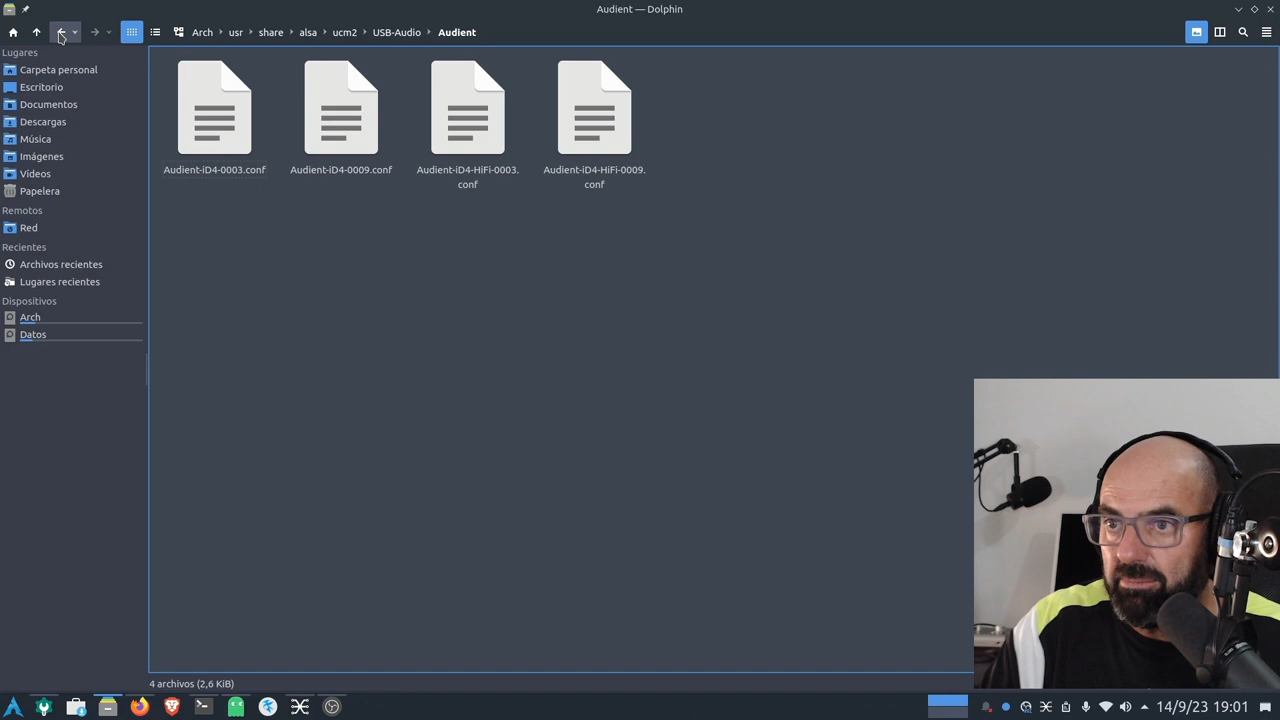 Audient — Dolphin
Arch
usr
share
alsa
ucm2
USB-Audio
Audient
Lugares
Carpeta personal
Escritorio
Documentos
Descargas
Música
Imágenes
Vídeos
Papelera
Remotos
Red
Recientes
Archivos recientes
Lugares recientes
Dispositivos
Arch
Datos
Audient-iD4-0003.conf
Audient-iD4-0009.conf
Audient-iD4-HiFi-0003.
conf
Audient-iD4-HiFi-0009.
conf
4 archivos (2,6 KiB)
14/9/23 19:01